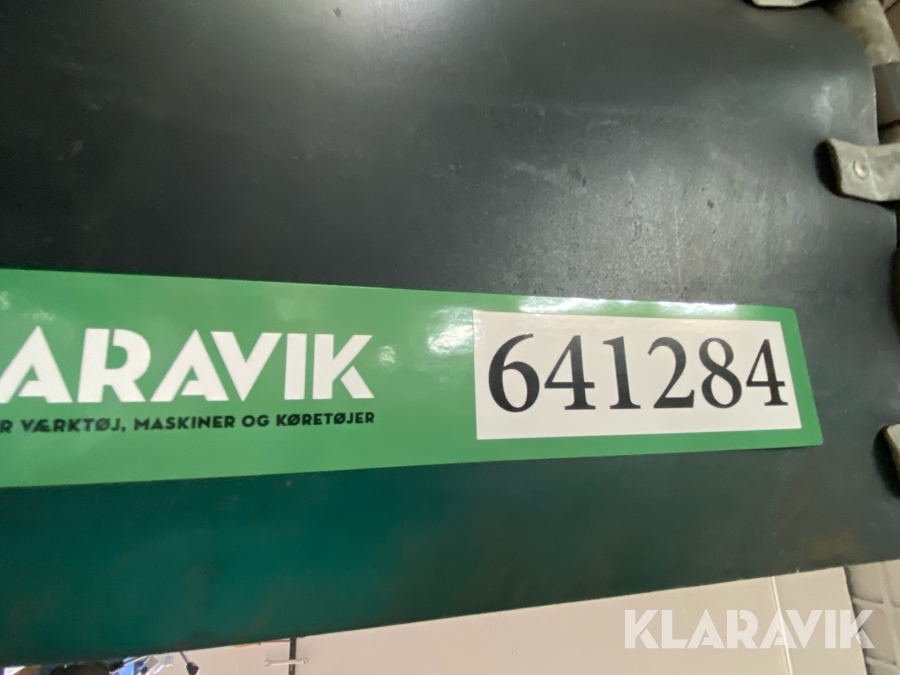 ARAVIK
R VÆRKTØJ, MASKINER OG KØRETØJER
641284
KLARAVIK